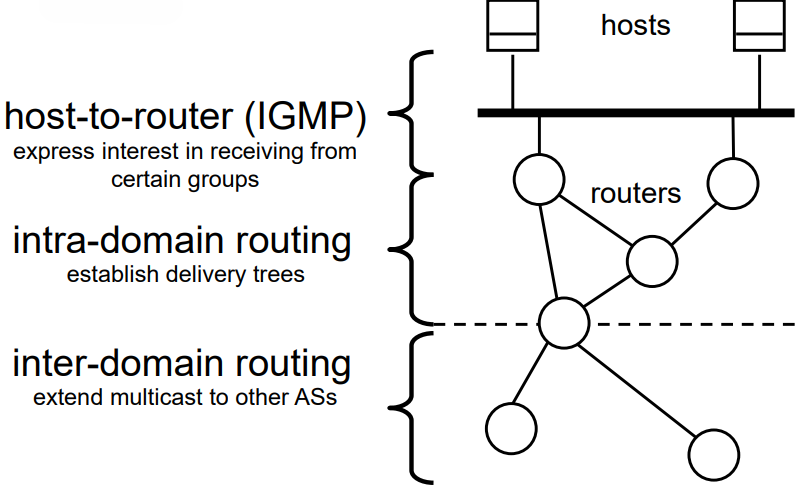 hosts
host-to-router (IGMP)
express interest in receiving from
certain groups
routers
intra-domain routing
establish delivery trees
inter-domain routing
extend multicast to other ASs